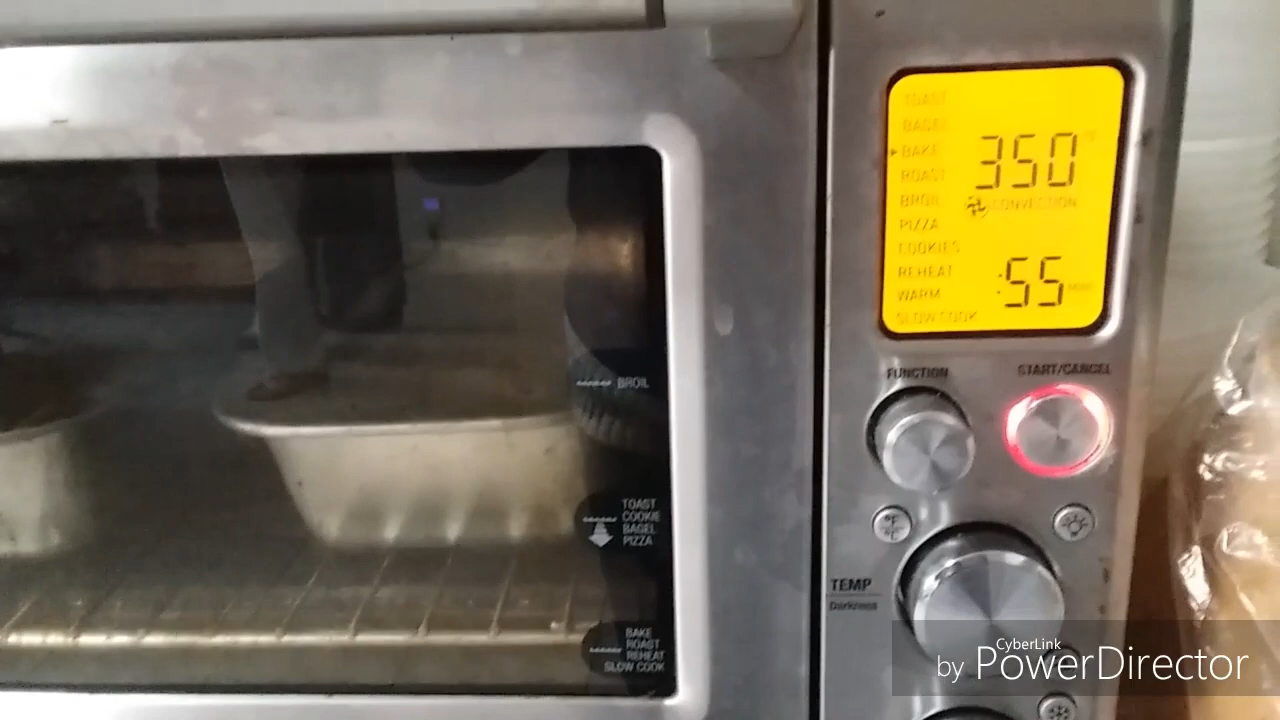 TOAST
BAGEL
BAKE
ROAST
BROIL
PIZZA
COOKIES
REHEAT
WARM
SLOW COOK
350 °F
CONVECTION
:55
FUNCTION
START/CANCEL
°F
°C
TEMP
Darkness
BROIL
TOAST
COOKIE
BAGEL
PIZZA
BAKE
ROAST
REHEAT
SLOW COOK
CyberLink
by PowerDirector